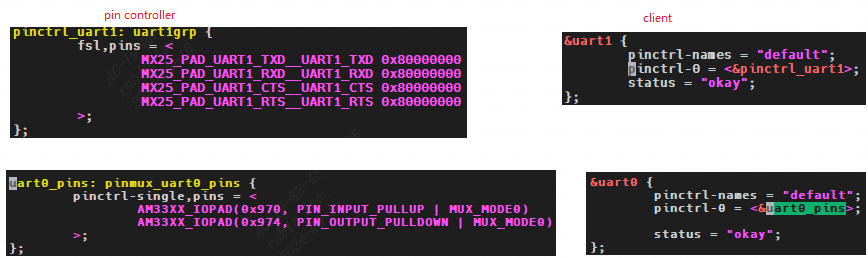 pin controller
client
pinctrl_uart1: uart1grp {
fsl,pins = <
MX25_PAD_UART1_TXD__UART1_TXD 0x80000000
MX25_PAD_UART1_RXD__UART1_RXD 0x80000000
MX25_PAD_UART1_CTS__UART1_CTS 0x80000000
MX25_PAD_UART1_RTS__UART1_RTS 0x80000000
>;
};
&uart1 {
pinctrl-names = "default";
pinctrl-0 = <&pinctrl_uart1>;
status = "okay";
};
uart0_pins: pinmux_uart0_pins {
pinctrl-single,pins = <
AM33XX_IOPAD(0x970, PIN_INPUT_PULLUP | MUX_MODE0)
AM33XX_IOPAD(0x974, PIN_OUTPUT_PULLDOWN | MUX_MODE0)
>;
};
&uart0 {
pinctrl-names = "default";
pinctrl-0 = <&uart0_pins>;
status = "okay";
};